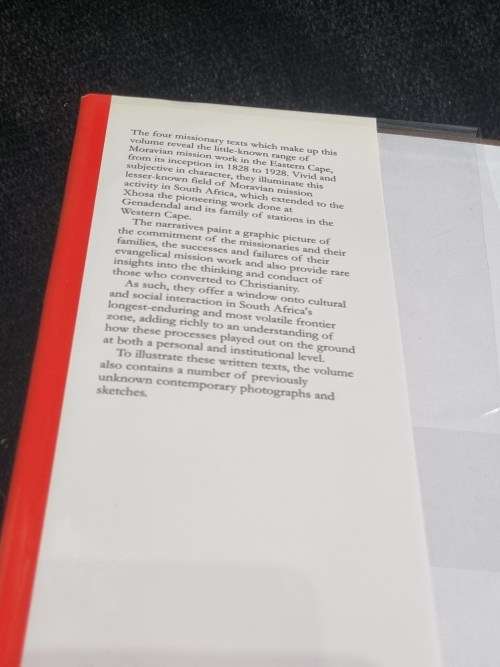 The four missionary texts which make up this
volume reveal the little-known range of
Moravian mission work in the Eastern Cape,
from its inception in 1828 to 1928. Vivid and
subjective in character, they illuminate this
lesser-known field of Moravian mission
activity in South Africa, which extended to the
Xhosa the pioneering work done at
Genadendal and its family of stations in the
Western Cape.
The narratives paint a graphic picture of
the commitment of the missionaries and their
families, the successes and failures of their
evangelical mission work and also provide rare
insights into the thinking and conduct of
those who converted to Christianity.
As such, they offer a window onto cultural
and social interaction in South Africa's
longest-enduring and most volatile frontier
zone, adding richly to an understanding of
how these processes played out on the ground
at both a personal and institutional level.
To illustrate these written texts, the volume
also contains a number of previously
unknown contemporary photographs and
sketches.